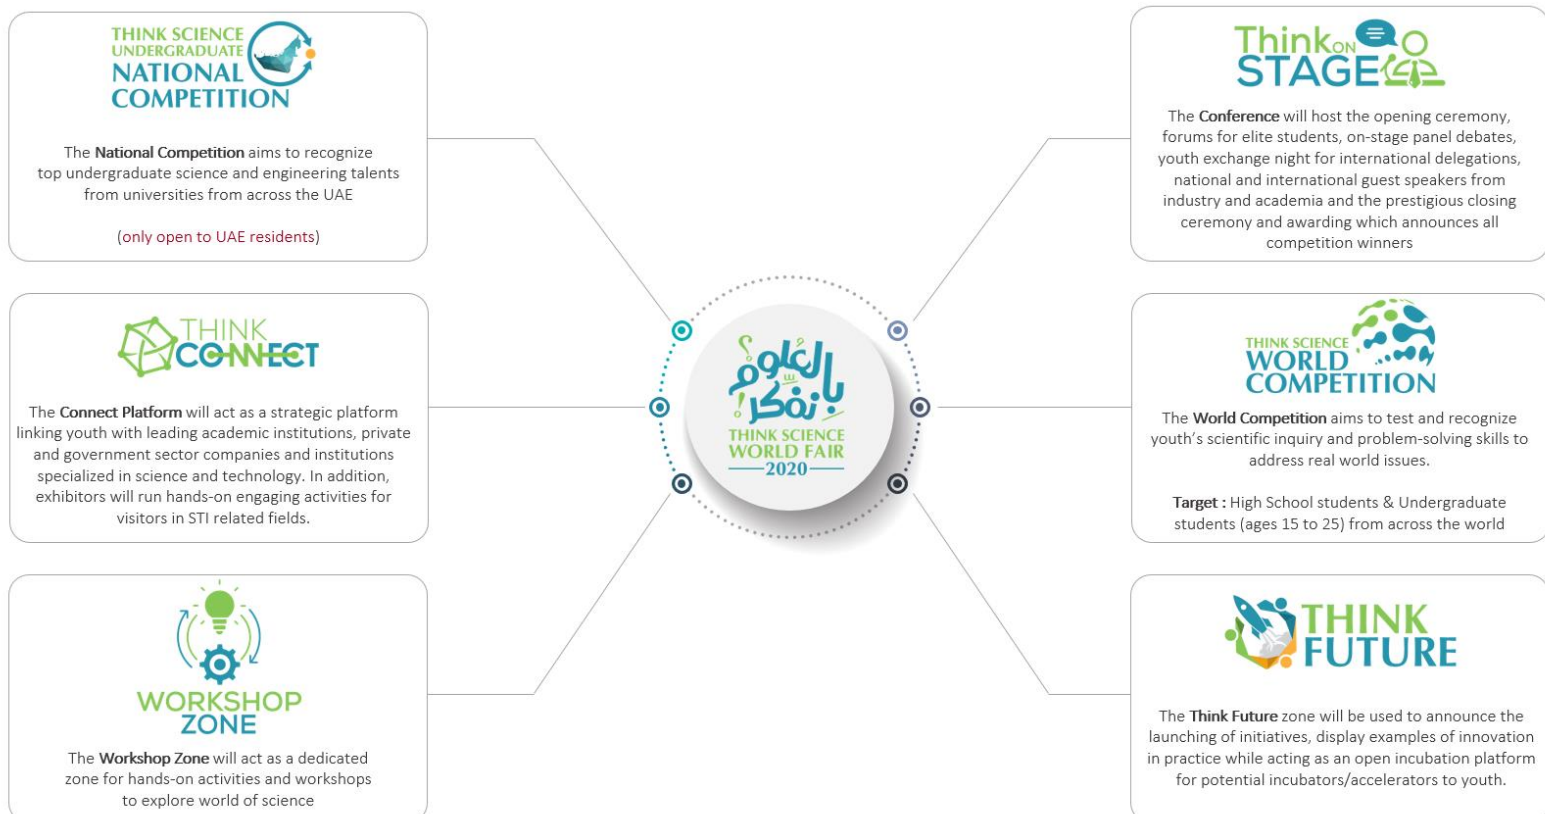 THINK SCIENCE
UNDERGRADUATE
NATIONAL
COMPETITION
The National Competition aims to recognize
top undergraduate science and engineering talents
from universities from across the UAE
(only open to UAE residents)
THINK
CONNECT
The Connect Platform will act as a strategic platform
linking youth with leading academic institutions, private
and government sector companies and institutions
specialized in science and technology. In addition,
exhibitors will run hands-on engaging activities for
visitors in STI related fields.
WORKSHOP
ZONE
The Workshop Zone will act as a dedicated
zone for hands-on activities and workshops
to explore world of science
بالعُلوم؟
نفكّر!
THINK SCIENCE
WORLD FAIR
2020
Think ON
STAGE
The Conference will host the opening ceremony,
forums for elite students, on-stage panel debates,
youth exchange night for international delegations,
national and international guest speakers from
industry and academia and the prestigious closing
ceremony and awarding which announces all
competition winners
THINK SCIENCE
WORLD
COMPETITION
The World Competition aims to test and recognize
youth's scientific inquiry and problem-solving skills to
address real world issues.
Target : High School students & Undergraduate
students (ages 15 to 25) from across the world
THINK
FUTURE
The Think Future zone will be used to announce the
launching of initiatives, display examples of innovation
in practice while acting as an open incubation platform
for potential incubators/accelerators to youth.